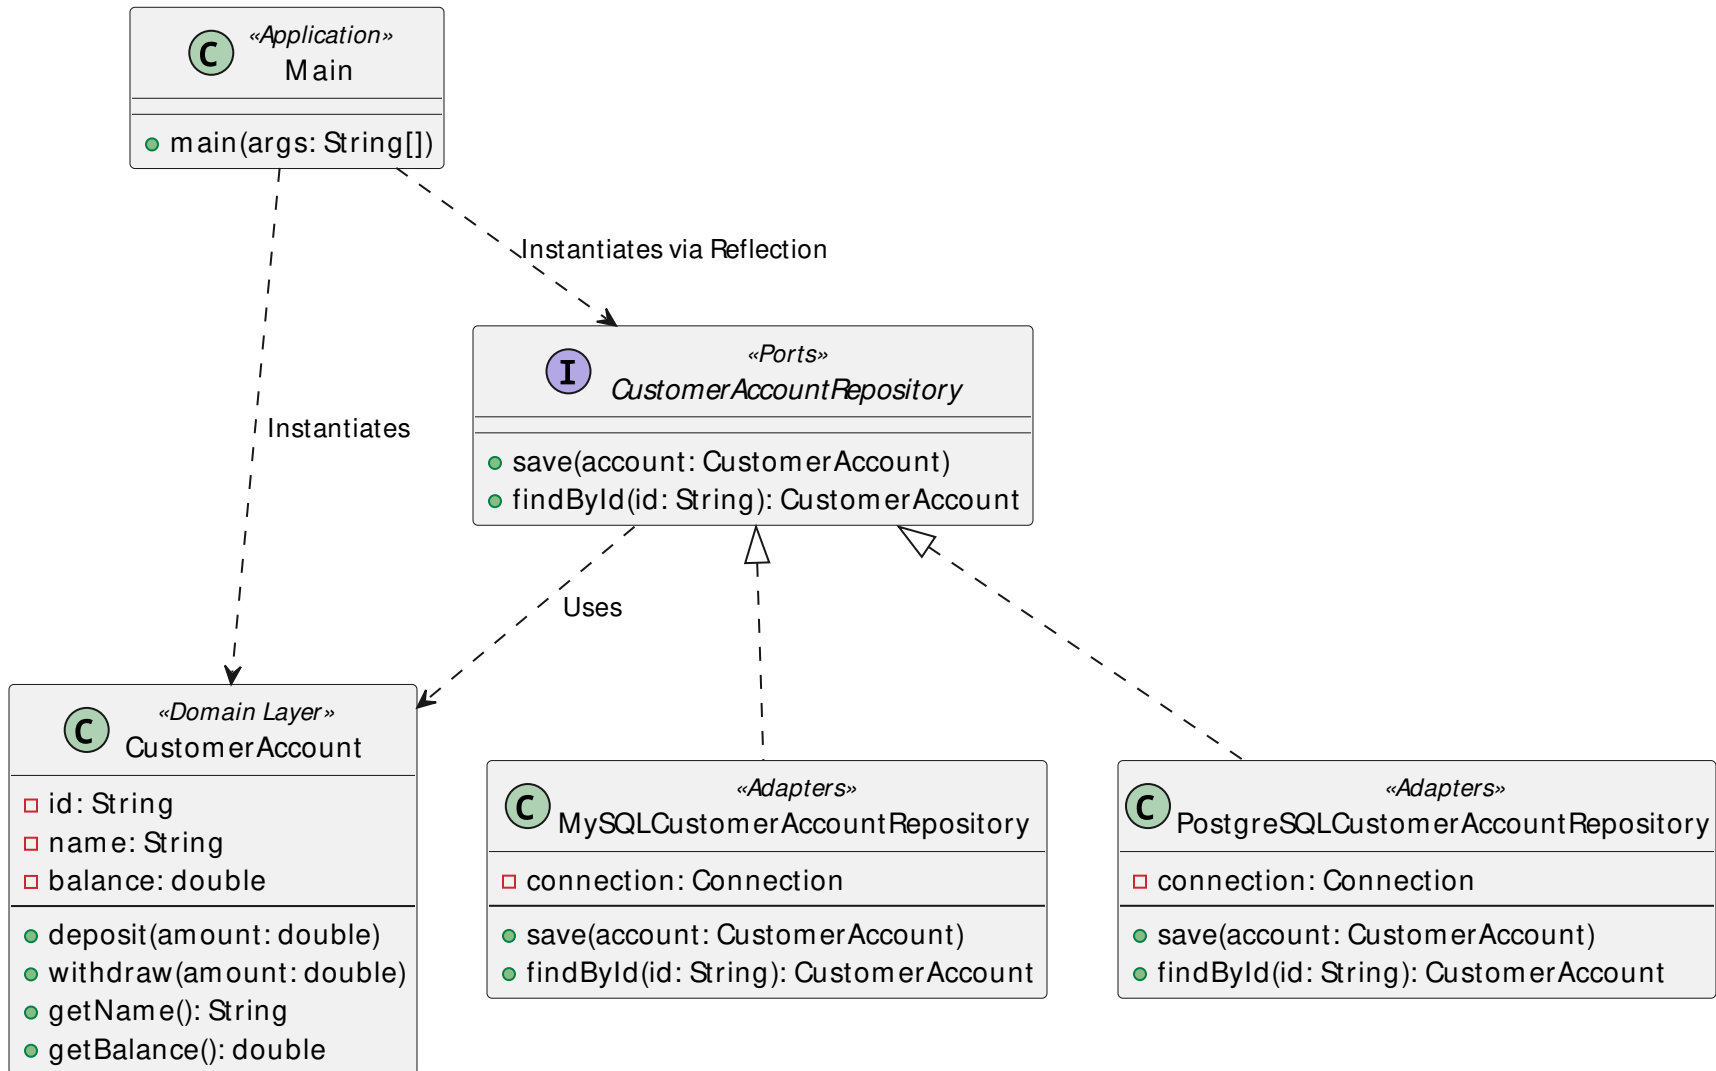 C
«Application»
Main
main(args: String[])
Instantiates via Reflection
I
«Ports»
CustomerAccountRepository
save(account: CustomerAccount)
findById(id: String): CustomerAccount
Instantiates
Uses
C
«Domain Layer»
CustomerAccount
id: String
name: String
balance: double
deposit(amount: double)
withdraw(amount: double)
getName(): String
getBalance(): double
C
«Adapters»
MySQLCustomerAccountRepository
connection: Connection
save(account: CustomerAccount)
findById(id: String): CustomerAccount
C
«Adapters»
PostgreSQLCustomerAccountRepository
connection: Connection
save(account: CustomerAccount)
findById(id: String): CustomerAccount